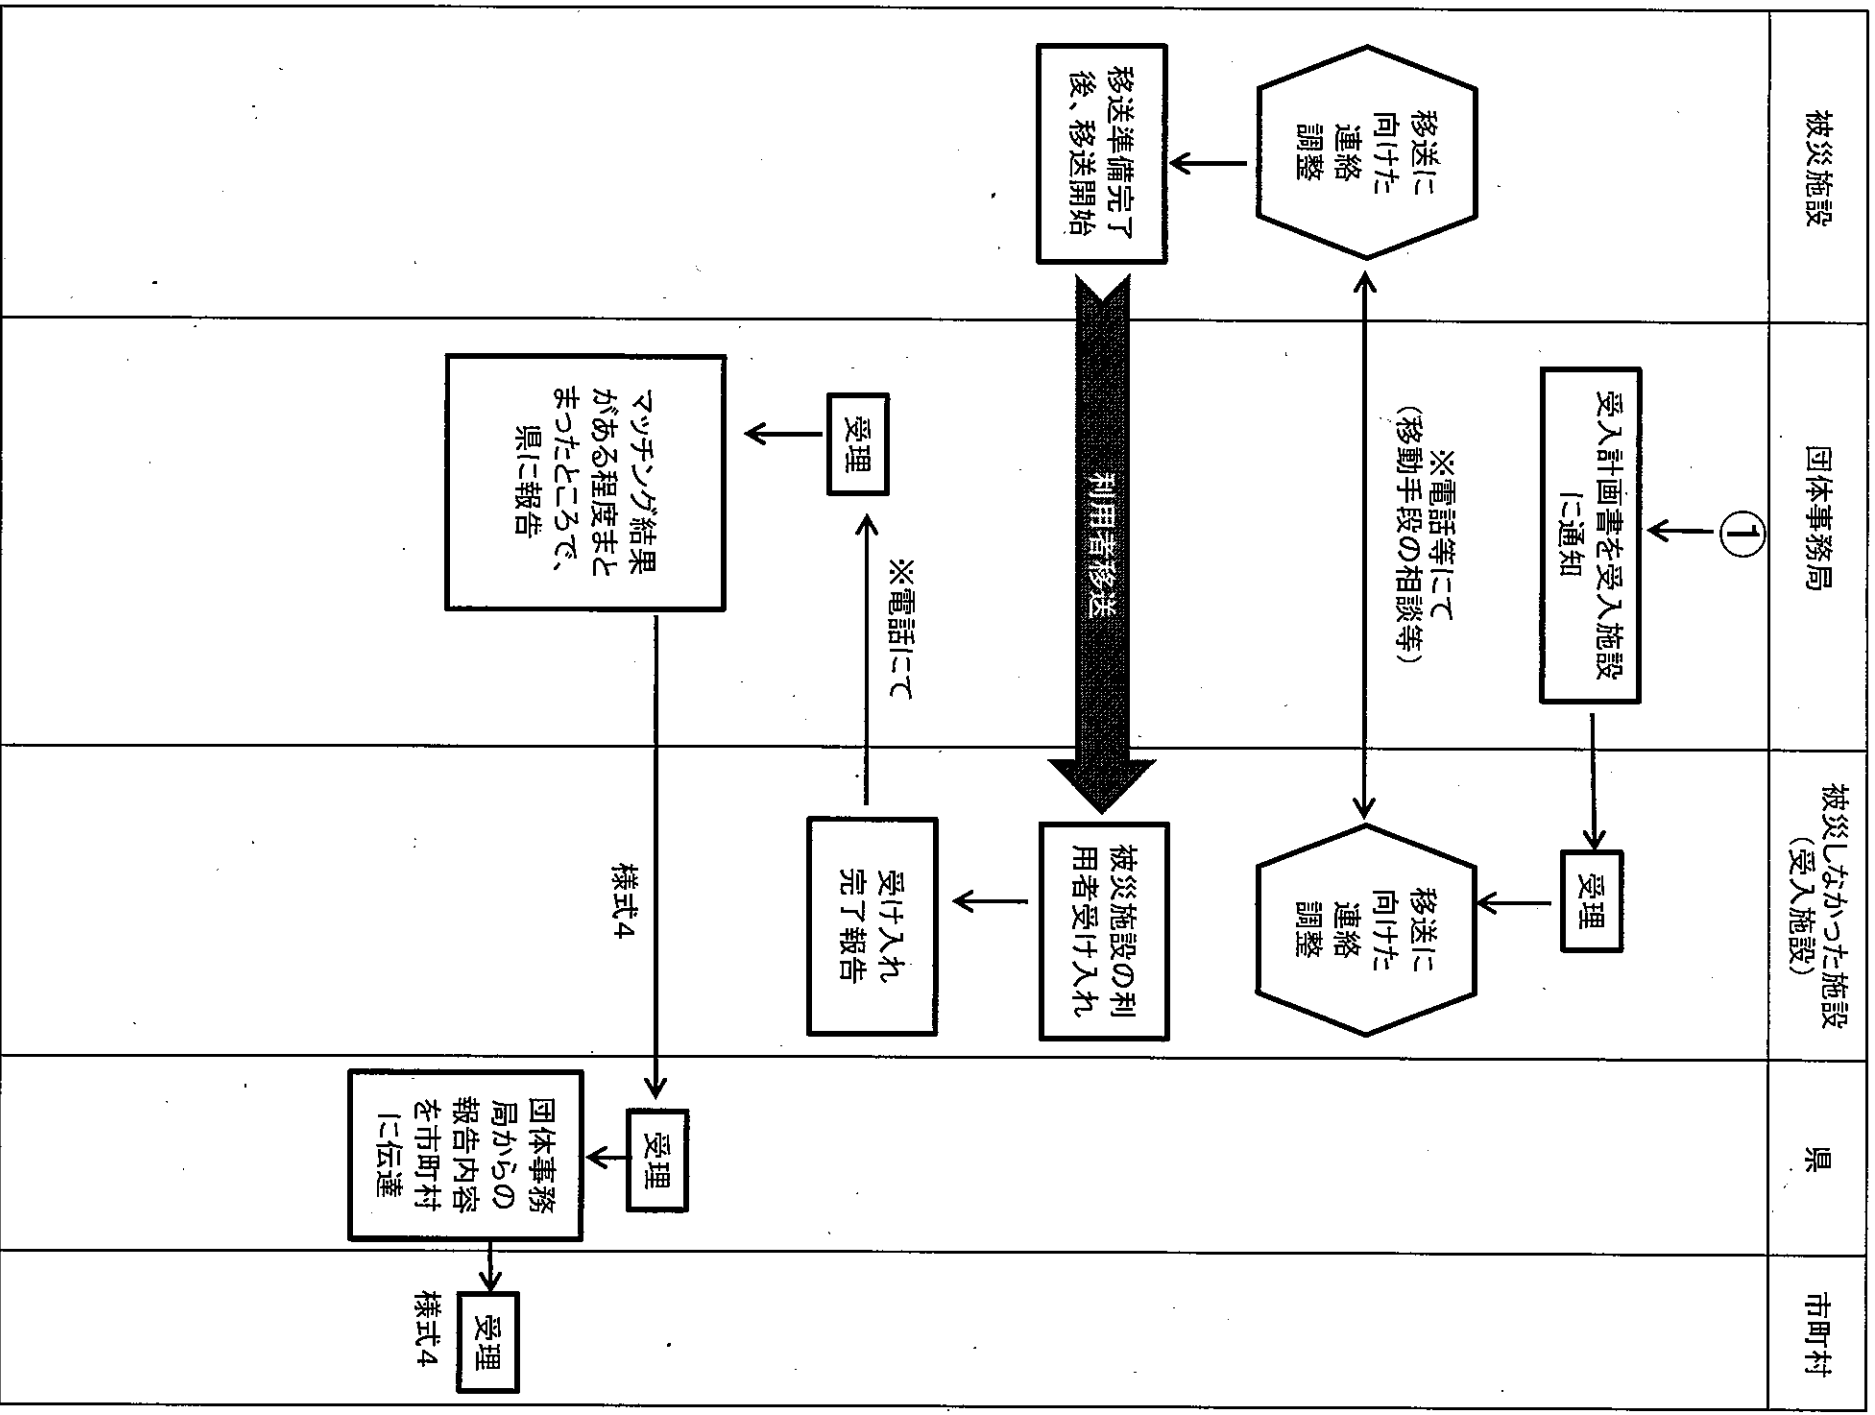 被災施設
団体事務局
被災しなかった施設
（受入施設）
県
市町村
①
受入計画書を受入施設
に通知
受理
移送に
向けた
連絡
調整
※電話等にて
（移動手段の相談等）
移送に
向けた
連絡
調整
移送準備完了
後、移送開始
利用者移送
被災施設の利
用者受け入れ
受け入れ
完了報告
※電話にて
受理
マッチング結果
がある程度まと
まったところで、
県に報告
様式4
受理
団体事務
局からの
報告内容
を市町村
に伝達
受理
様式4